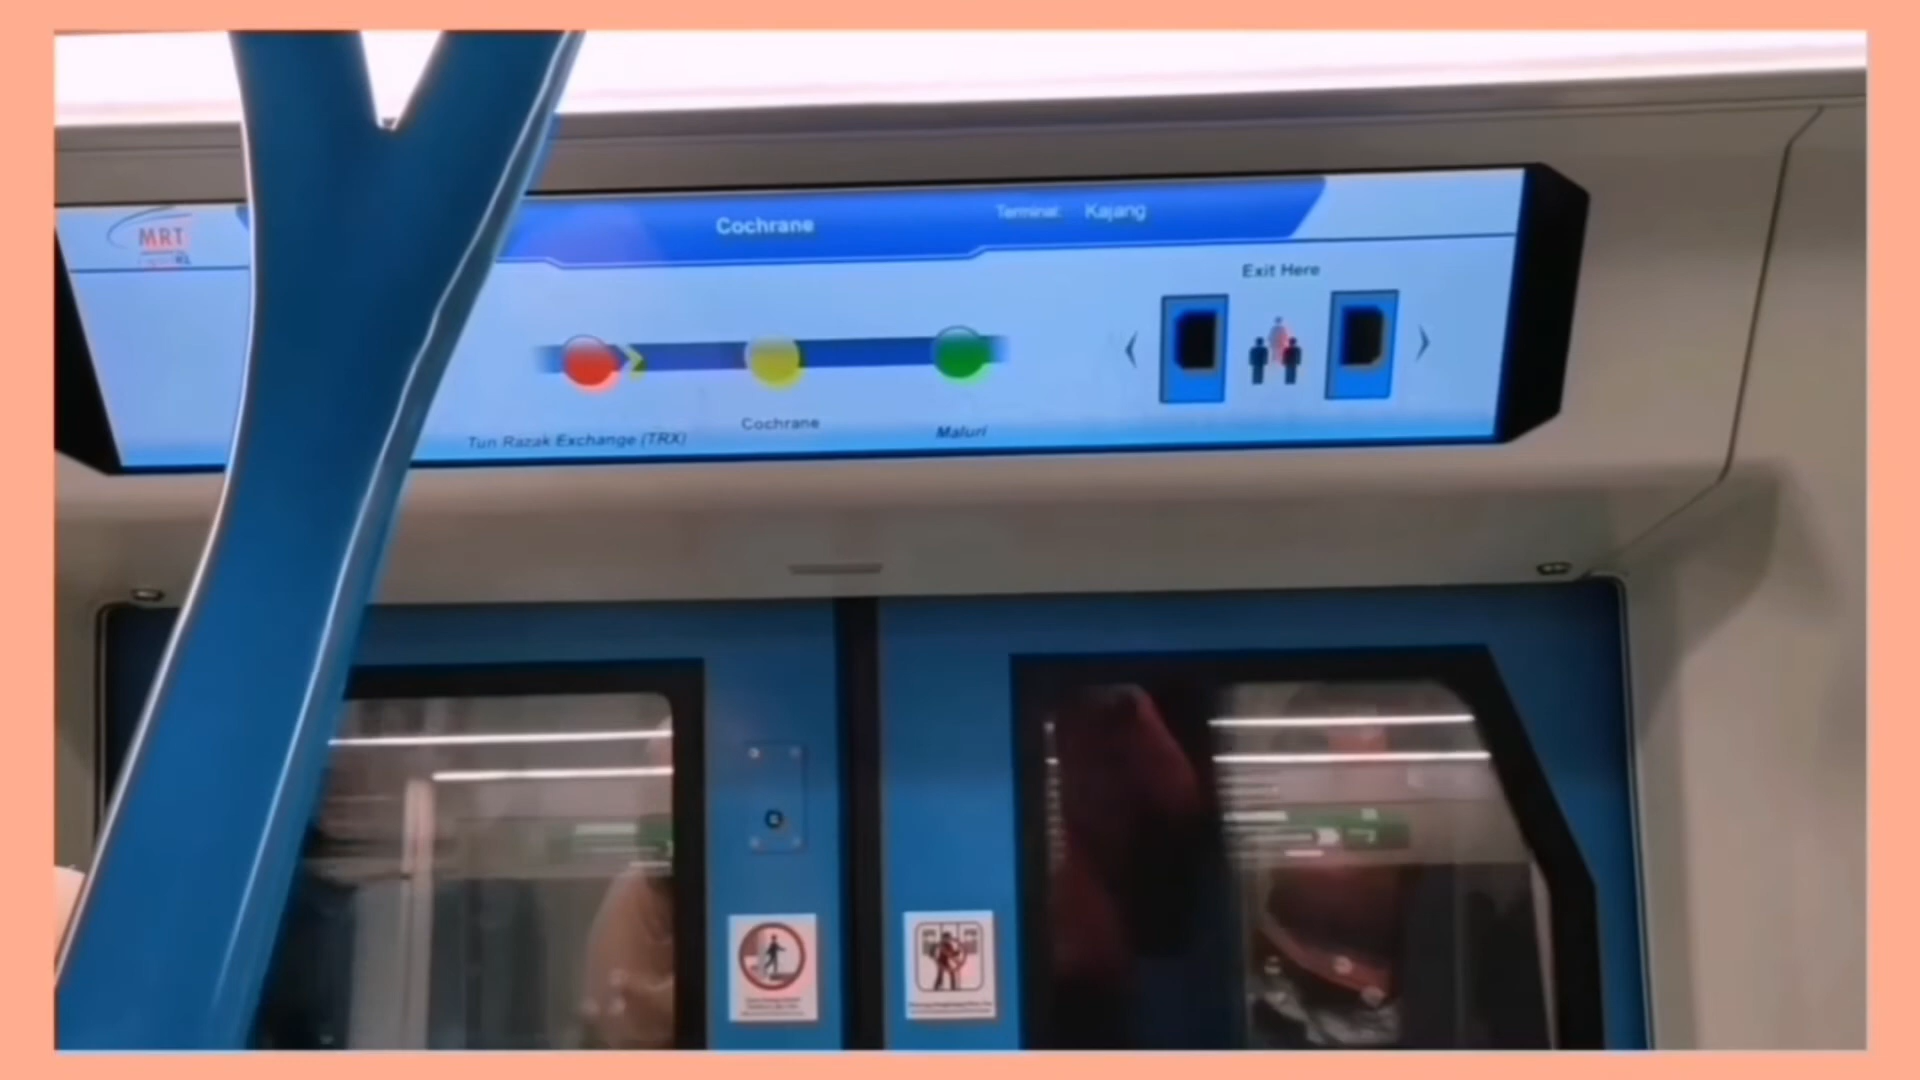 MRT
Cochrane
Terminal: Kajang
Exit Here
Tun Razak Exchange (TRX)
Cochrane
Maluri